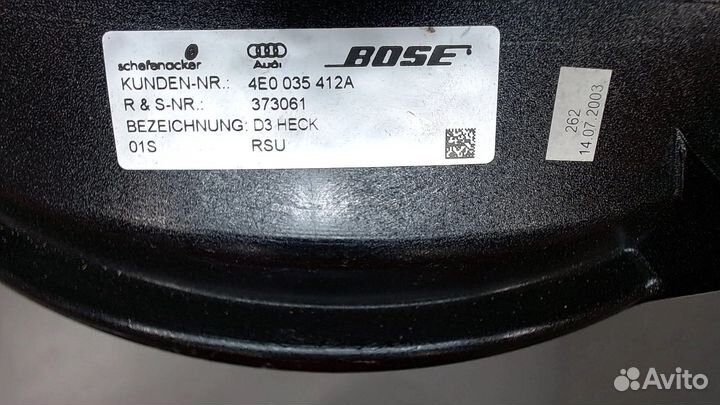 schefenacker Audi BOSE
KUNDEN-NR.: 4E0 035 412A
R & S-NR.: 373061
BEZEICHNUNG: D3 HECK
01S RSU
262
14.07.2003
Avito